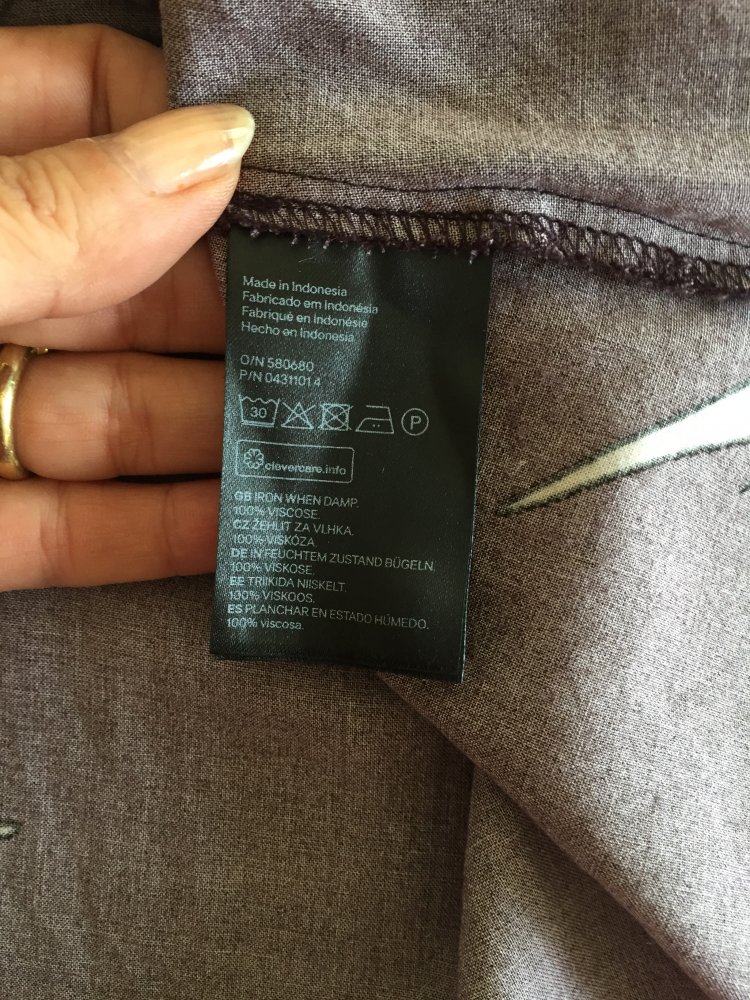 Made in Indonesia
Fabricado em indonésia
Fabriqué en indonésie
Hecho en Indonesia
O/N 580680
P/N 04311014
30 P
clevercare.info
GB IRON WHEN DAMP.
100% VISCOSE.
CZ ŽEHLIT ZA VLHKA.
100% VISKÓZA.
DE IN FEUCHTEM ZUSTAND BÜGELN.
100% VISKOSE.
EE TRIIKIDA NIISKELT.
100% VISKOOS.
ES PLANCHAR EN ESTADO HÚMEDO.
100% viscosa.